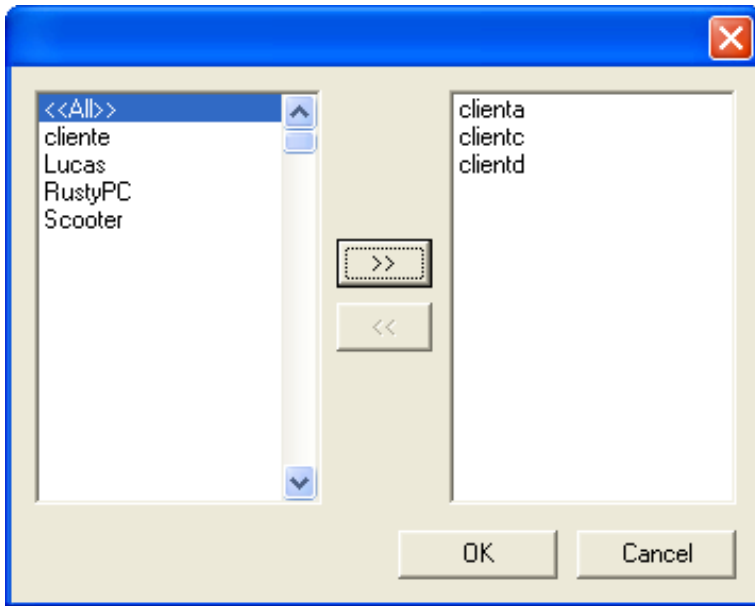 <<All>>
cliente
Lucas
RustyPC
Scooter
>>
<<
clienta
clientc
clientd
OK
Cancel